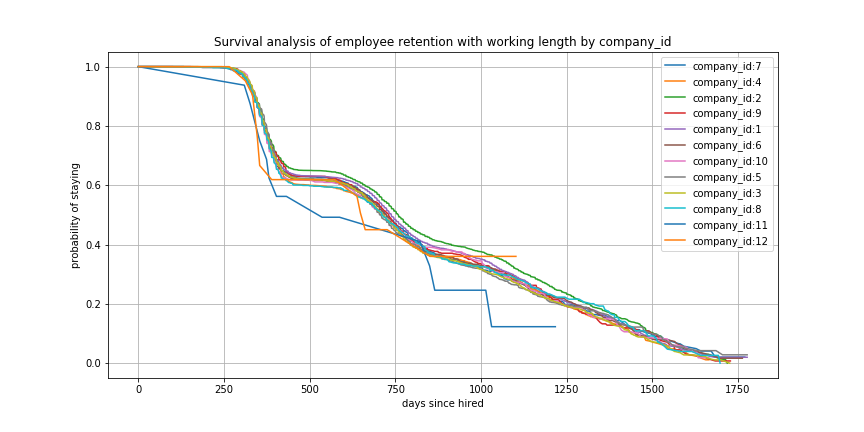 Survival analysis of employee retention with working length by company_id
probability of staying
1.0
0.8
0.6
0.4
0.2
0.0
company_id:7
company_id:4
company_id:2
company_id:9
company_id:1
company_id:6
company_id:10
company_id:5
company_id:3
company_id:8
company_id:11
company_id:12
0 250 500 750 1000 1250 1500 1750
days since hired